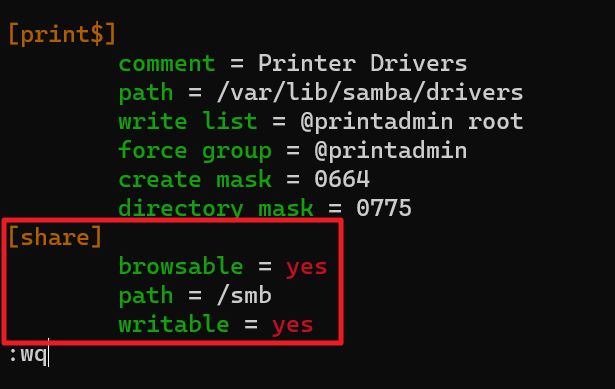 [print$]
comment = Printer Drivers
path = /var/lib/samba/drivers
write list = @printadmin root
force group = @printadmin
create mask = 0664
directory mask = 0775
[share]
browsable = yes
path = /smb
writable = yes
:wq